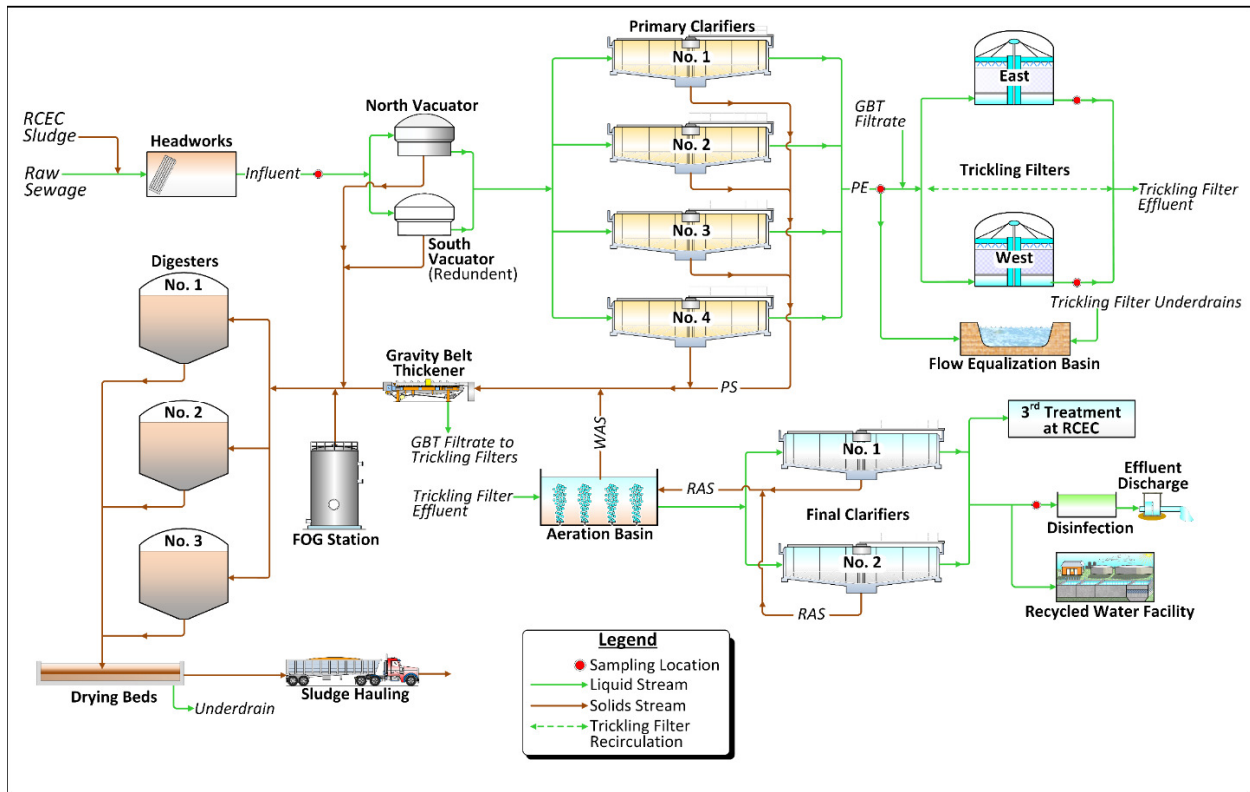 Primary Clarifiers
No. 1
No. 2
No. 3
No. 4
RCEC
Sludge
Raw
Sewage
Headworks
Influent
North Vacuator
South
Vacuator
(Redundent)
PE
GBT
Filtrate
East
Trickling Filters
West
Trickling Filter
Effluent
Trickling Filter Underdrains
Flow Equalization Basin
Digesters
No. 1
No. 2
No. 3
Gravity Belt
Thickener
PS
WAS
GBT Filtrate to
Trickling Filters
FOG Station
Trickling Filter
Effluent
Aeration Basin
RAS
No. 1
Final Clarifiers
No. 2
RAS
3rd Treatment
at RCEC
Effluent
Discharge
Disinfection
Recycled Water Facility
Drying Beds
Underdrain
Sludge Hauling
Legend
Sampling Location
Liquid Stream
Solids Stream
Trickling Filter
Recirculation